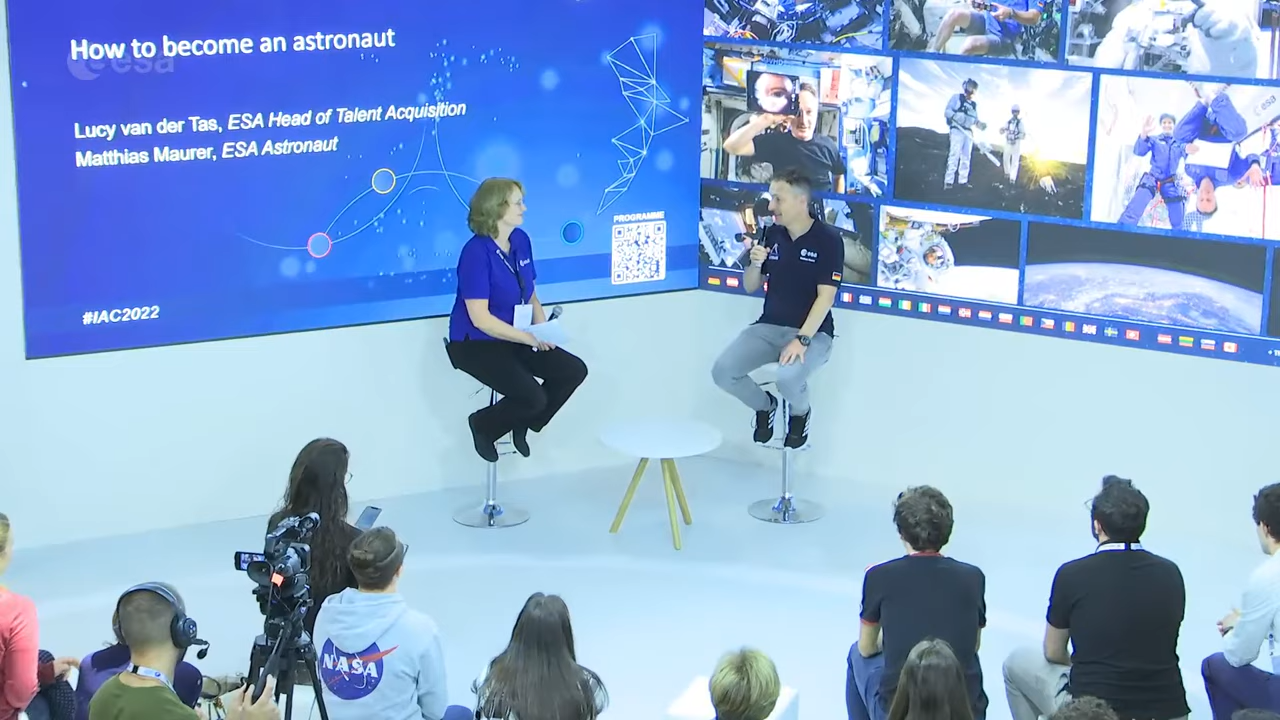 How to become an astronaut
esa
Lucy van der Tas, ESA Head of Talent Acquisition
Matthias Maurer, ESA Astronaut
PROGRAMME
#IAC2022
esa
esa
NASA